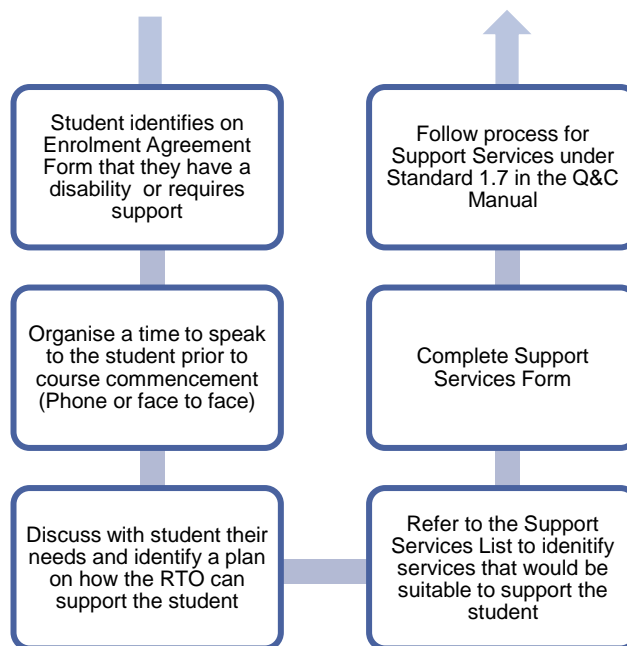 Student identifies on
Enrolment Agreement
Form that they have a
disability or requires
support
Organise a time to speak
to the student prior to
course commencement
(Phone or face to face)
Discuss with student their
needs and identify a plan
on how the RTO can
support the student
Refer to the Support
Services List to idenitify
services that would be
suitable to support the
student
Complete Support
Services Form
Follow process for
Support Services under
Standard 1.7 in the Q&C
Manual